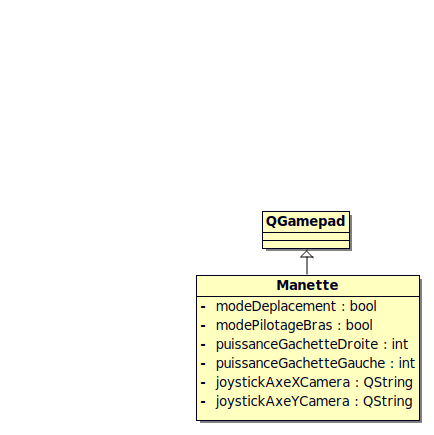 QGamepad
Manette
- modeDeplacement : bool
- modePilotageBras : bool
- puissanceGachetteDroite : int
- puissanceGachetteGauche : int
- joystickAxeXCamera : QString
- joystickAxeYCamera : QString